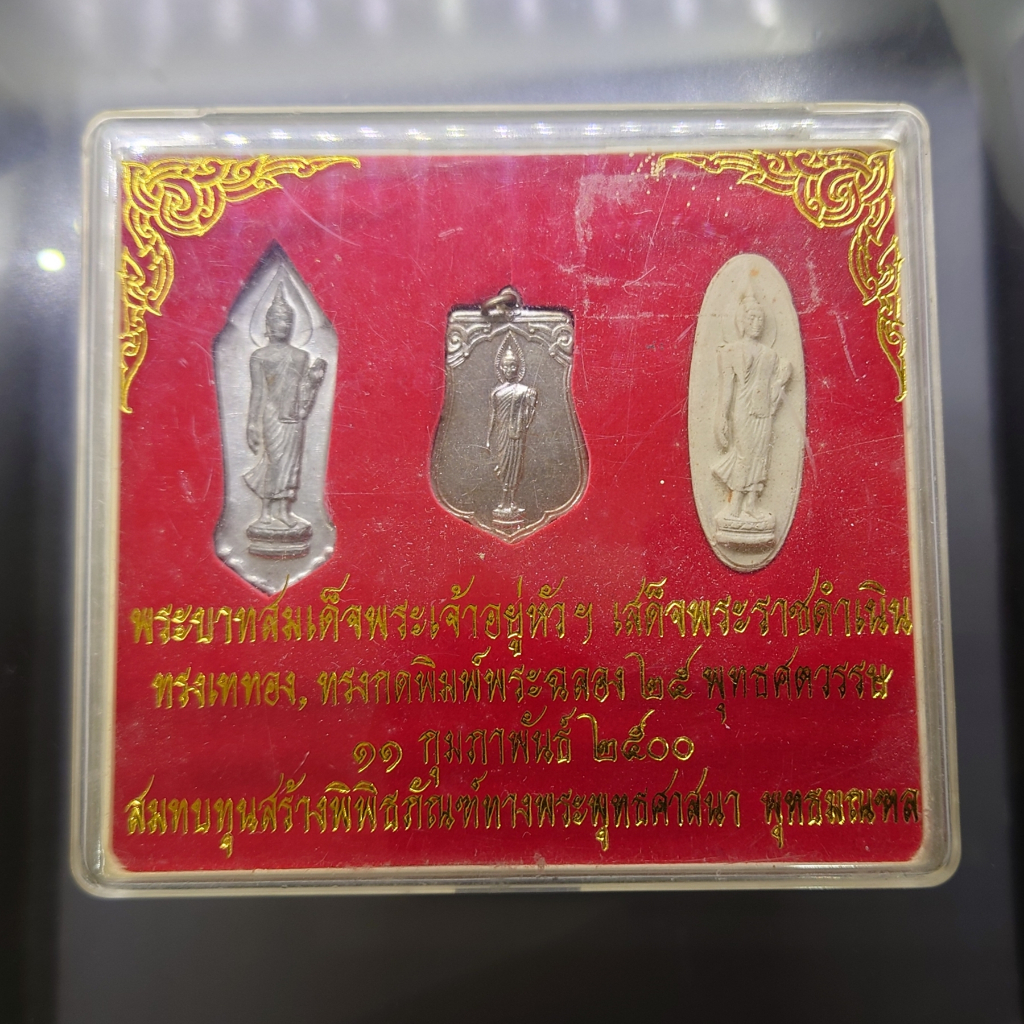 พระบาทสมเด็จพระเจ้าอยู่หัวฯ เสด็จพระราชดำเนิน
ทรงเททอง, ทรงกดพิมพ์พระฉลอง ๒๕ พุทธศตวรรษ
๑๑ กุมภาพันธ์ ๒๕๐๐
สมทบทุนสร้างพิพิธภัณฑ์ทางพระพุทธศาสนา พุทธมณฑล